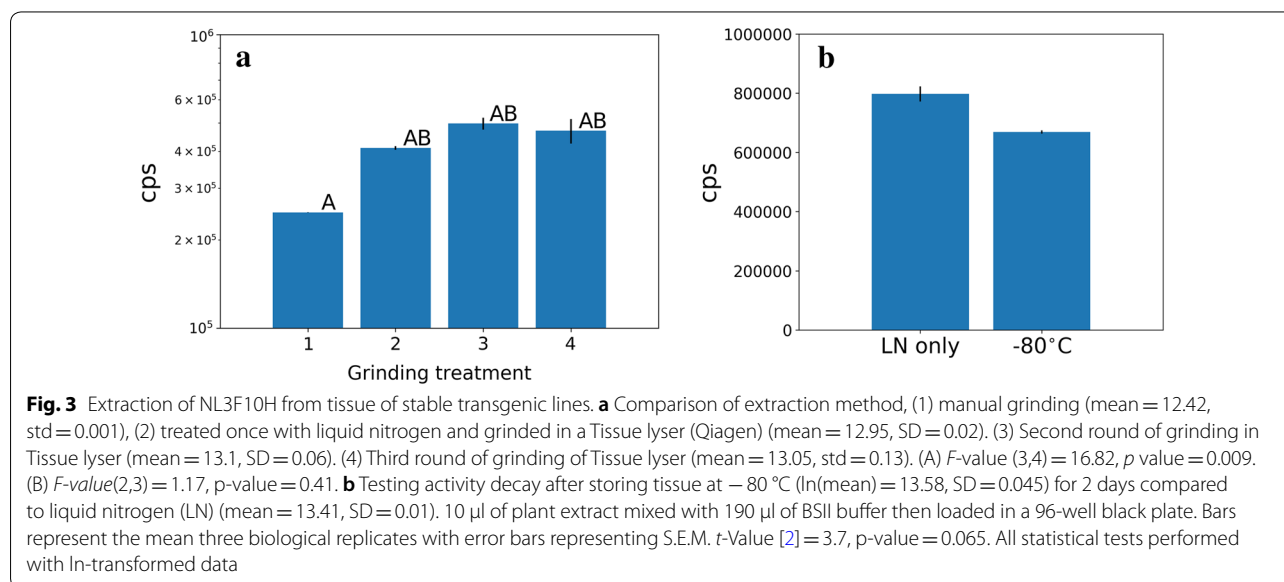 a
10⁶
6 × 10⁵
4 × 10⁵
3 × 10⁵
2 × 10⁵
10⁵
cps
A
AB
AB
AB
1 2 3 4
Grinding treatment
b
1000000
800000
600000
400000
200000
0
cps
LN only -80°C
Fig. 3 Extraction of NL3F10H from tissue of stable transgenic lines. a Comparison of extraction method, (1) manual grinding (mean = 12.42,
std = 0.001), (2) treated once with liquid nitrogen and grinded in a Tissue lyser (Qiagen) (mean = 12.95, SD = 0.02). (3) Second round of grinding in
Tissue lyser (mean = 13.1, SD = 0.06). (4) Third round of grinding of Tissue lyser (mean = 13.05, std = 0.13). (A) F-value (3,4) = 16.82, p value = 0.009.
(B) F-value(2,3) = 1.17, p-value = 0.41. b Testing activity decay after storing tissue at − 80 °C (ln(mean) = 13.58, SD = 0.045) for 2 days compared
to liquid nitrogen (LN) (mean = 13.41, SD = 0.01). 10 µl of plant extract mixed with 190 µl of BSII buffer then loaded in a 96-well black plate. Bars
represent the mean three biological replicates with error bars representing S.E.M. t-Value [2] = 3.7, p-value = 0.065. All statistical tests performed
with ln-transformed data